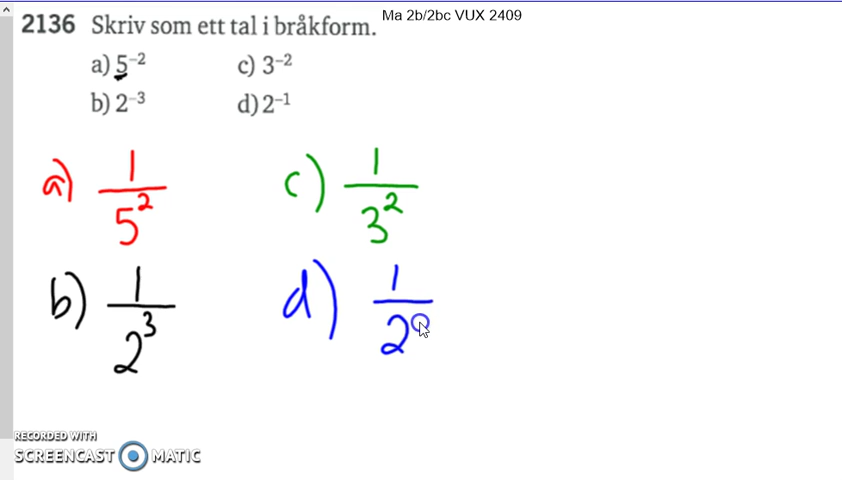 Ma 2b/2bc VUX 2409
2136 Skriv som ett tal i bråkform.
a) 5⁻² c) 3⁻²
b) 2⁻³ d) 2⁻¹
a) 1/5² c) 1/3²
b) 1/2³ d) 1/2
RECORDED WITH
SCREENCAST MATIC